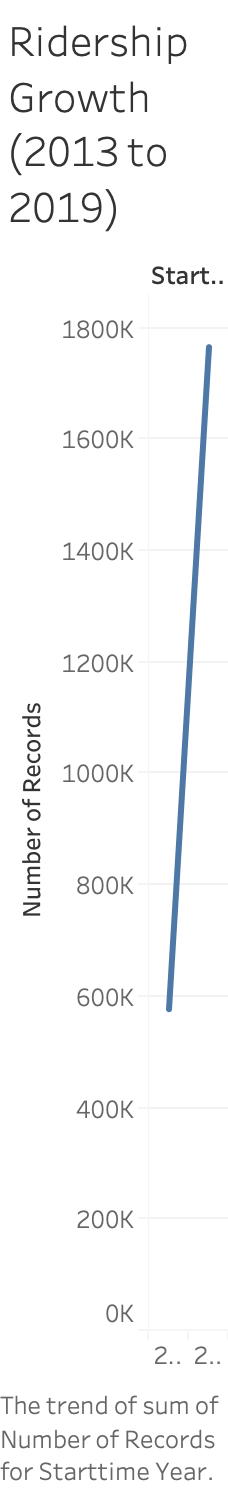 Ridership
Growth
(2013 to
2019)
Start..
1800K
1600K
1400K
1200K
1000K
800K
600K
400K
200K
0K
Number of Records
2.. 2..
The trend of sum of
Number of Records
for Starttime Year.